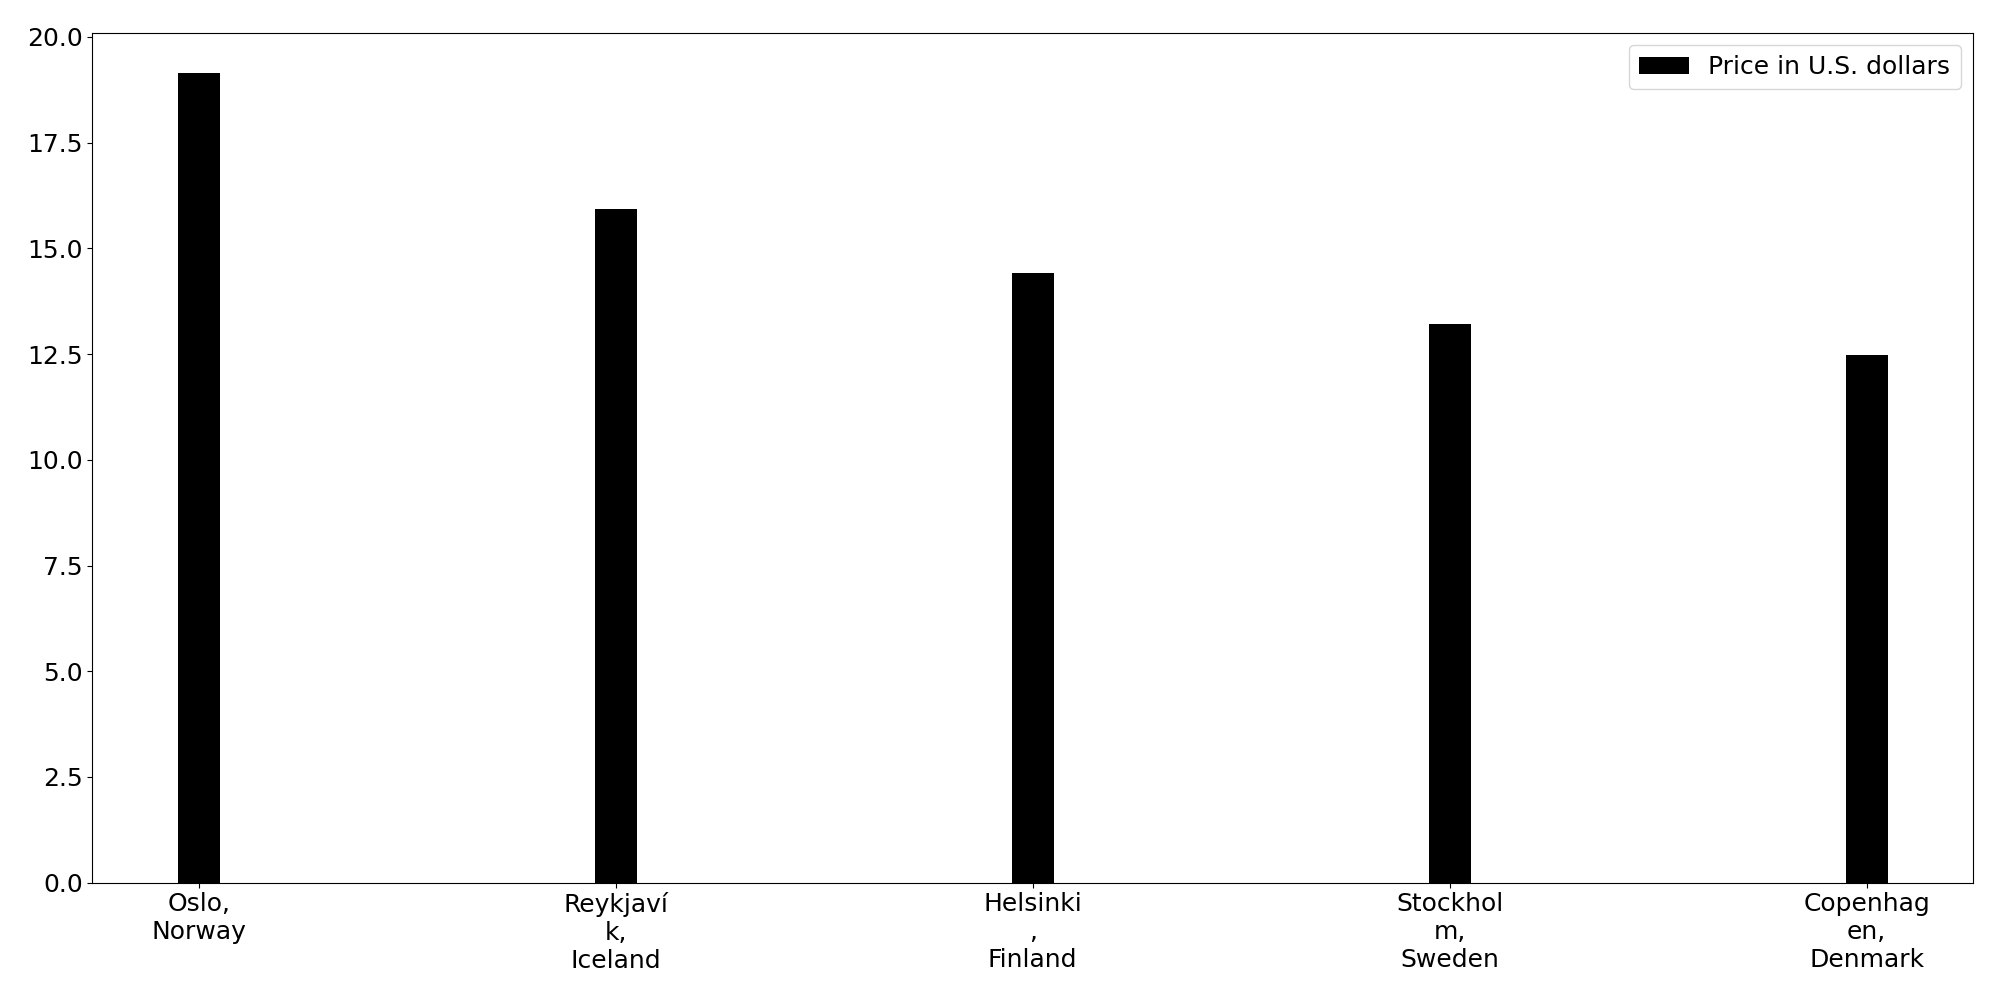 20.0
17.5
15.0
12.5
10.0
7.5
5.0
2.5
0.0
Price in U.S. dollars
Oslo,
Norway
Reykjaví
k,
Iceland
Helsinki
,
Finland
Stockhol
m,
Sweden
Copenhag
en,
Denmark